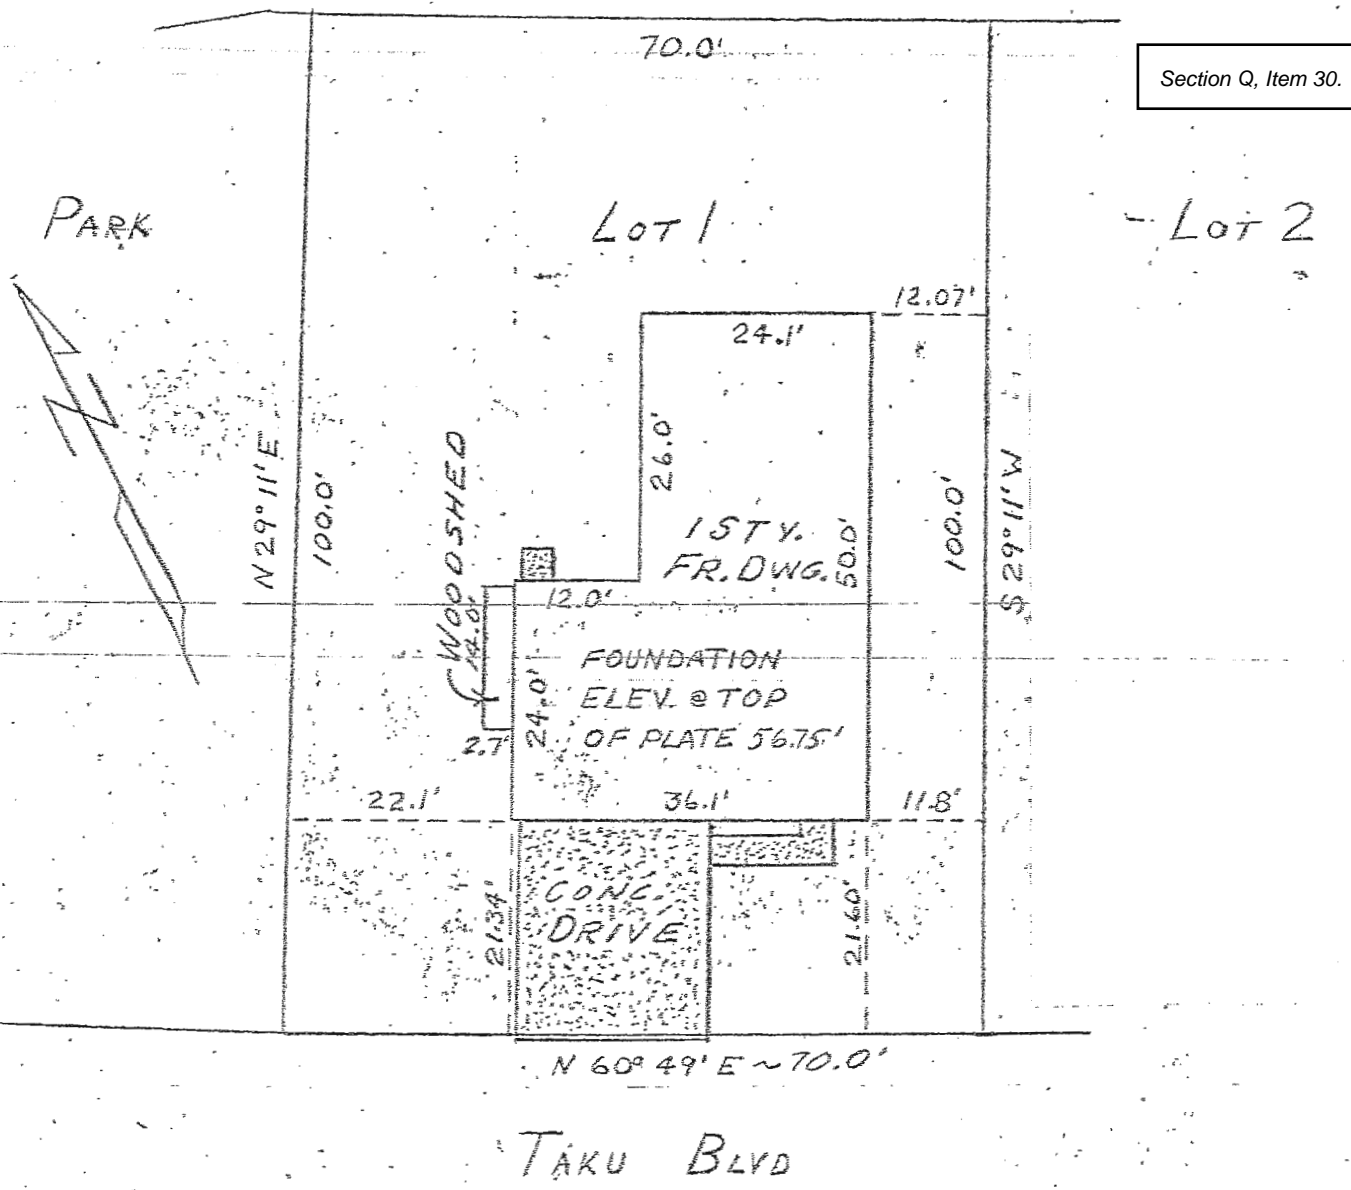 70.0'
Section Q, Item 30.
PARK
LOT 1
LOT 2
12.07'
24.1'
N
26.0'
N 29° 11' E
100.0'
WOODSHED
14.0'
1 STY.
FR. DWG.
50.0'
100.0'
S 29° 11' W
12.0'
FOUNDATION
ELEV. @ TOP
OF PLATE 56.75'
24.0'
2.7'
22.1'
36.1'
11.8'
21.34'
CONC.
DRIVE
21.60'
N 60° 49' E ~ 70.0'
TAKU BLVD